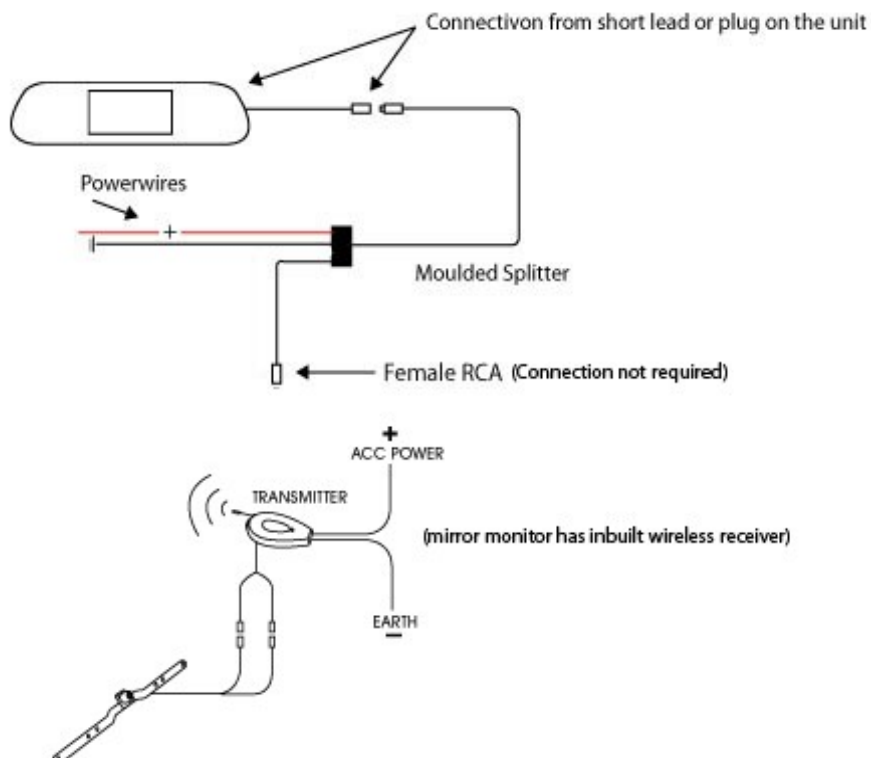 Connectivon from short lead or plug on the unit
Powerwires
+
Moulded Splitter
Female RCA (Connection not required)
+
ACC POWER
TRANSMITTER
(mirror monitor has inbuilt wireless receiver)
EARTH
–